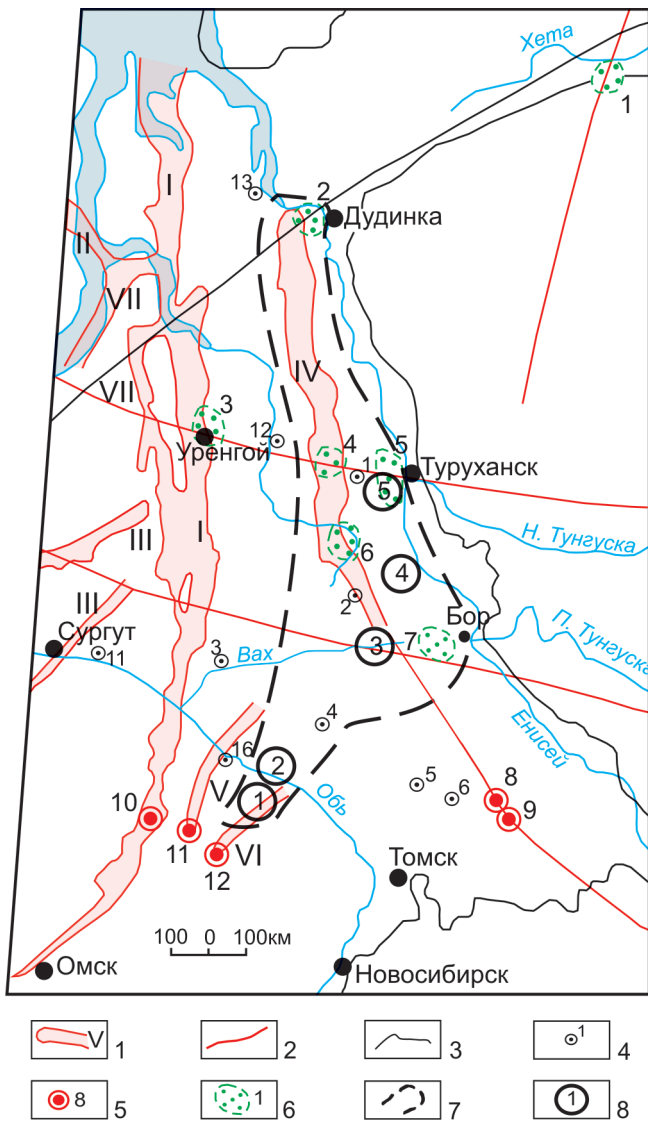 Хета
1
I
13
2
Дудинка
II
VII
IV
VII
3
Уренгой
12
4
1
5
Туруханск
5
Н. Тунгуска
III
I
6
4
III
2
Бор
П. Тунгуска
Сургут
11
3
Вах
3
7
Енисей
4
16
2
V
1
Обь
5
6
8
9
10
11
VI
12
Томск
100 0 100км
Омск
Новосибирск
V 1
2
3
1 4
8 5
1 6
7
1 8